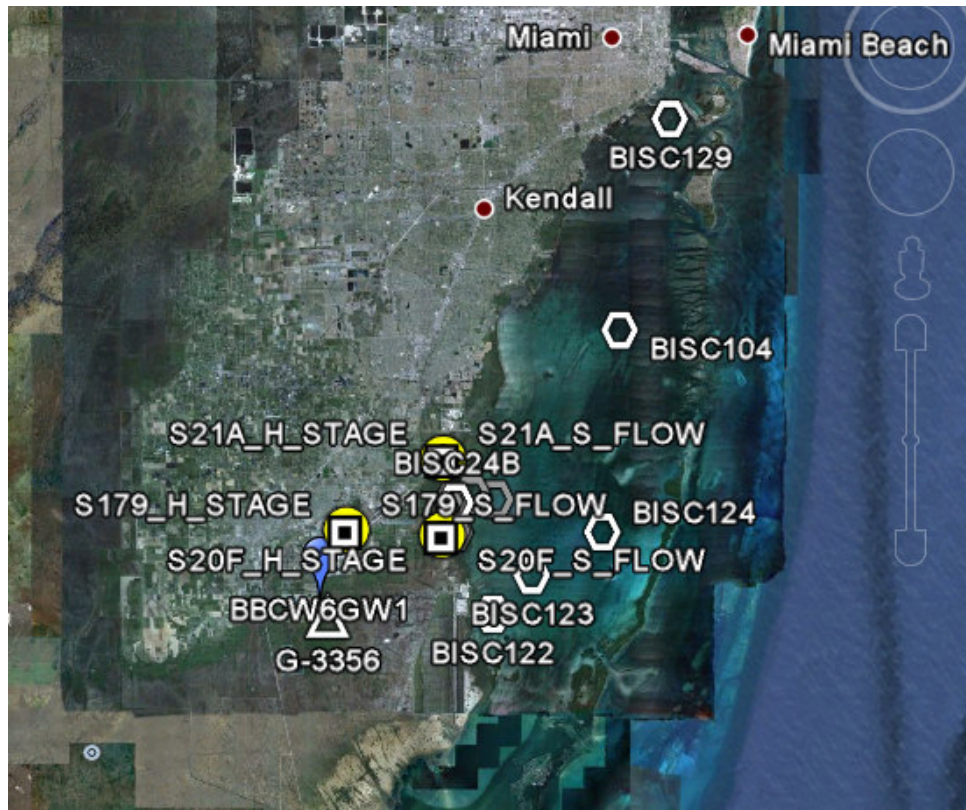 Miami
Miami Beach
BISC129
Kendall
BISC104
S21A_H_STAGE
S21A_S_FLOW
BISC24B
S179_H_STAGE
S179_S_FLOW
BISC124
S20F_H_STAGE
S20F_S_FLOW
BBCW6GW1
BISC123
G-3356
BISC122